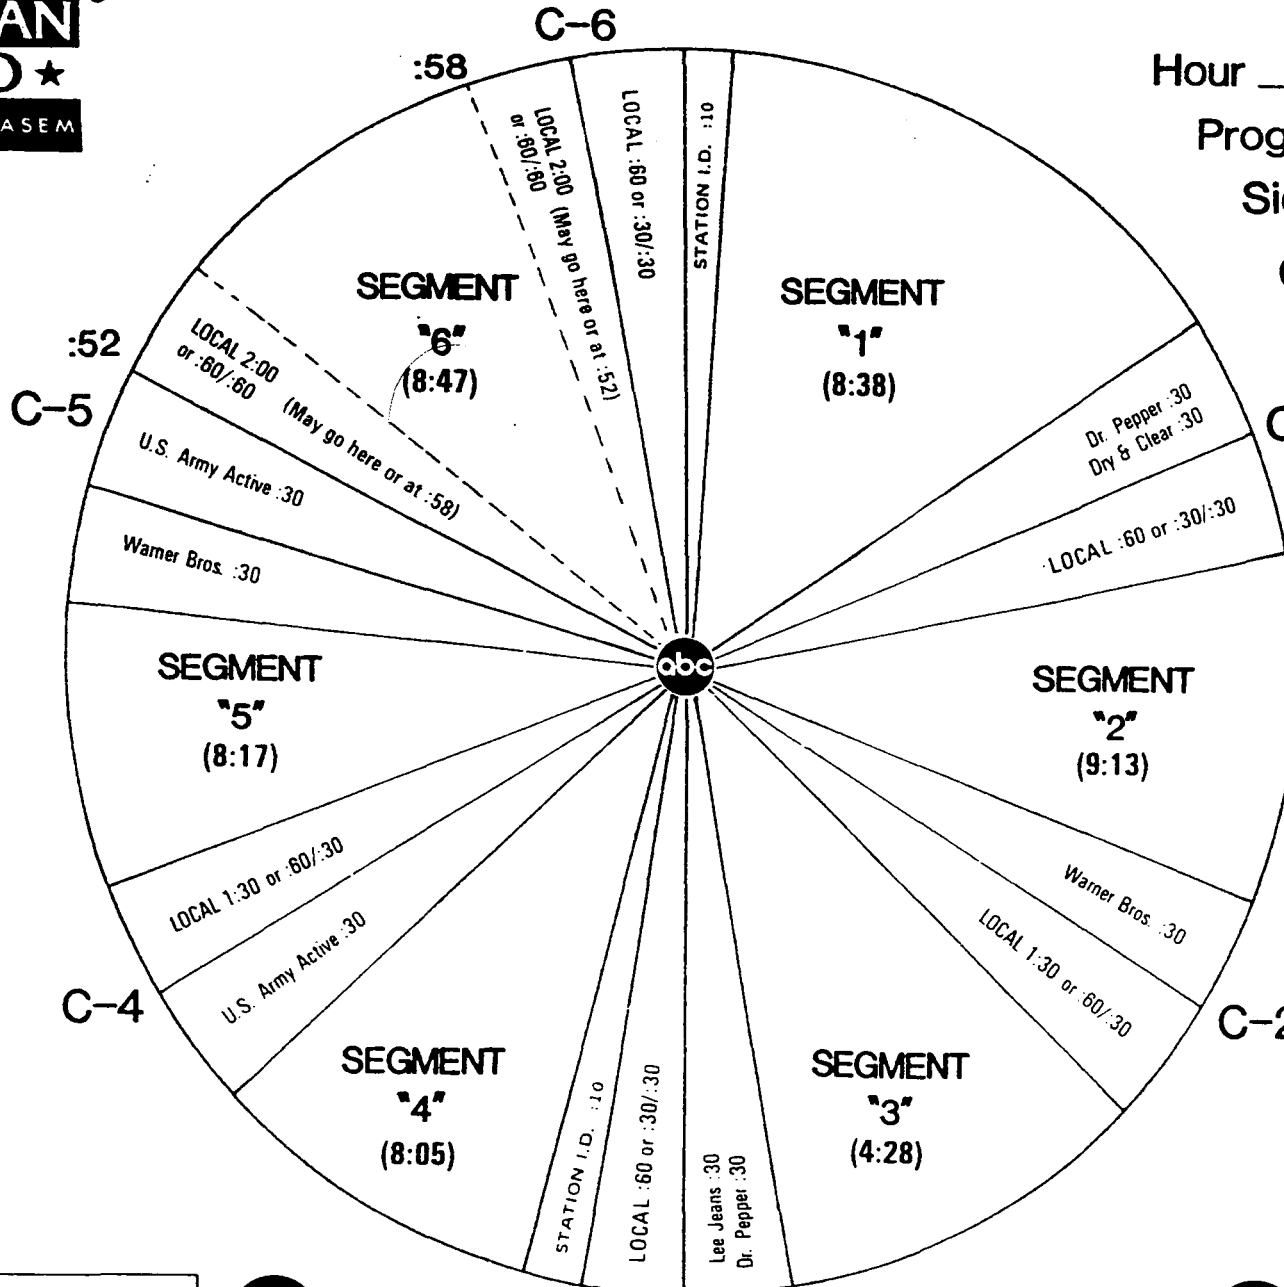 AN
ASEM
C-6
:58
Hour
STATION I.D. :10
LOCAL :60 or :30/:30
LOCAL 2:00 (May go here or at :52)
or :60/:60
SEGMENT
"1"
(8:38)
Dr. Pepper :30
Dry & Clear :30
LOCAL :60 or :30/:30
SEGMENT
"2"
(9:13)
Warner Bros. :30
LOCAL 1:30 or :60/:30
C-2
SEGMENT
"3"
(4:28)
Lee Jeans :30
Dr. Pepper :30
LOCAL :60 or :30/:30
STATION I.D. :10
SEGMENT
"4"
(8:05)
U.S. Army Active :30
C-4
LOCAL 1:30 or :60/:30
SEGMENT
"5"
(8:17)
Warner Bros. :30
U.S. Army Active :30
C-5
:52
LOCAL 2:00 (May go here or at :58)
or :60/:60
SEGMENT
"6"
(8:47)
abc